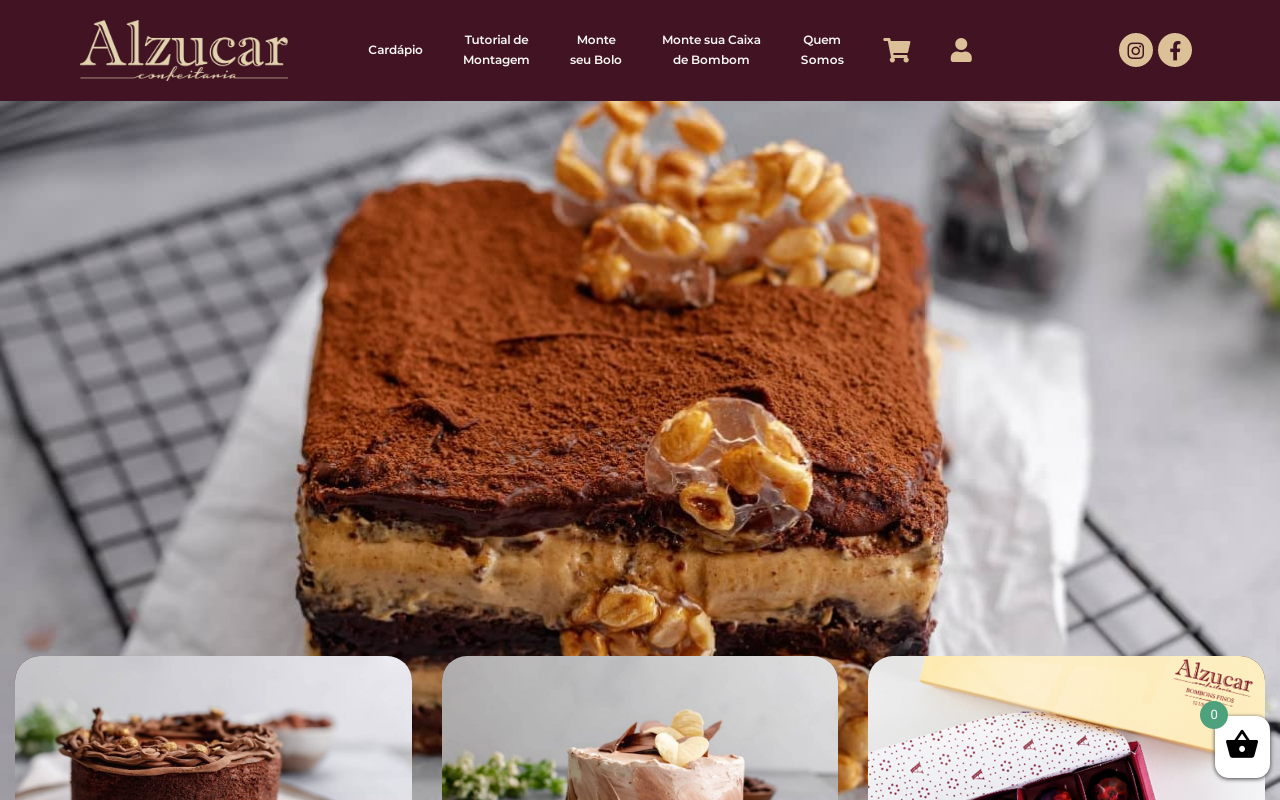 Alzucar
confeitaria
Cardápio
Tutorial de
Montagem
Monte
seu Bolo
Monte sua Caixa
de Bombom
Quem
Somos
Alzucar
confeitaria
BOMBONS FINOS
0